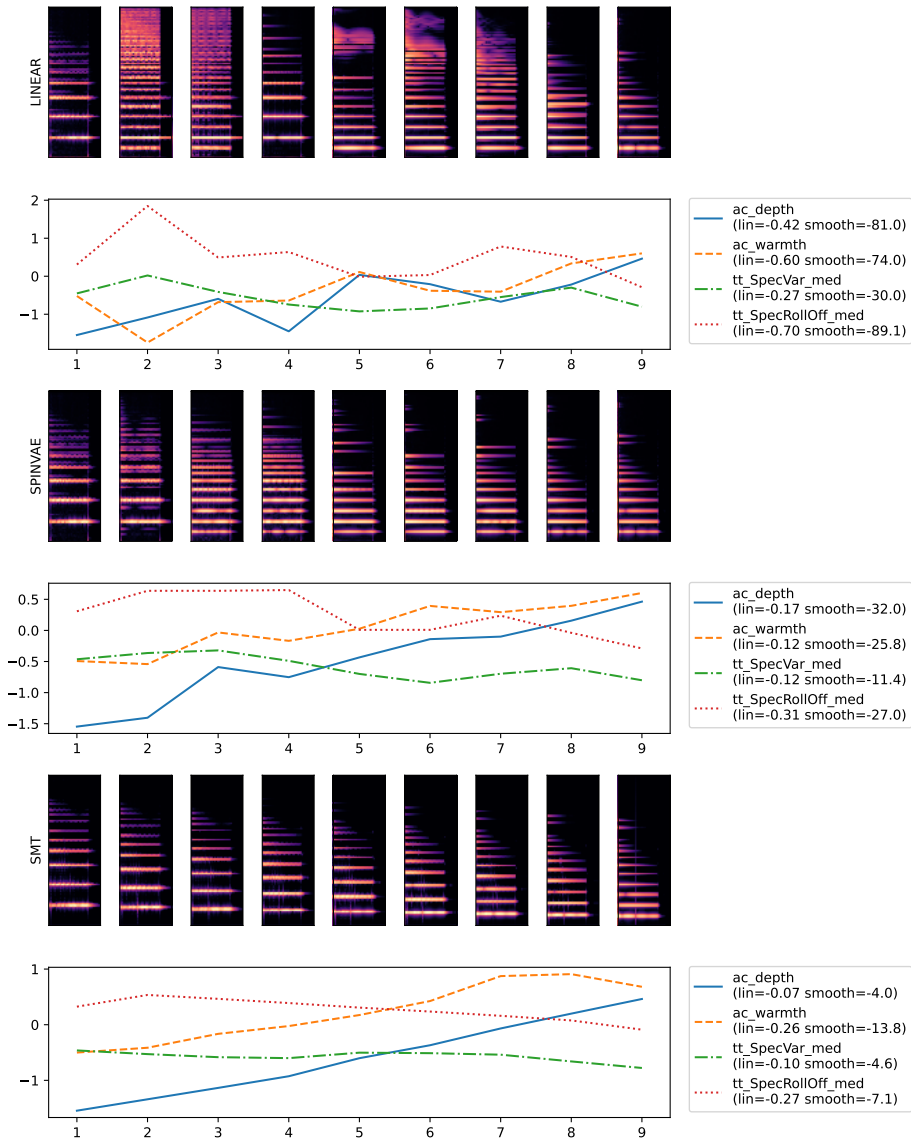 LINEAR
2
1
0
−1
1 2 3 4 5 6 7 8 9
ac_depth
(lin=-0.42 smooth=-81.0)
ac_warmth
(lin=-0.60 smooth=-74.0)
tt_SpecVar_med
(lin=-0.27 smooth=-30.0)
tt_SpecRollOff_med
(lin=-0.70 smooth=-89.1)
SPINVAE
0.5
0.0
−0.5
−1.0
−1.5
1 2 3 4 5 6 7 8 9
ac_depth
(lin=-0.17 smooth=-32.0)
ac_warmth
(lin=-0.12 smooth=-25.8)
tt_SpecVar_med
(lin=-0.12 smooth=-11.4)
tt_SpecRollOff_med
(lin=-0.31 smooth=-27.0)
SMT
1
0
−1
1 2 3 4 5 6 7 8 9
ac_depth
(lin=-0.07 smooth=-4.0)
ac_warmth
(lin=-0.26 smooth=-13.8)
tt_SpecVar_med
(lin=-0.10 smooth=-4.6)
tt_SpecRollOff_med
(lin=-0.27 smooth=-7.1)